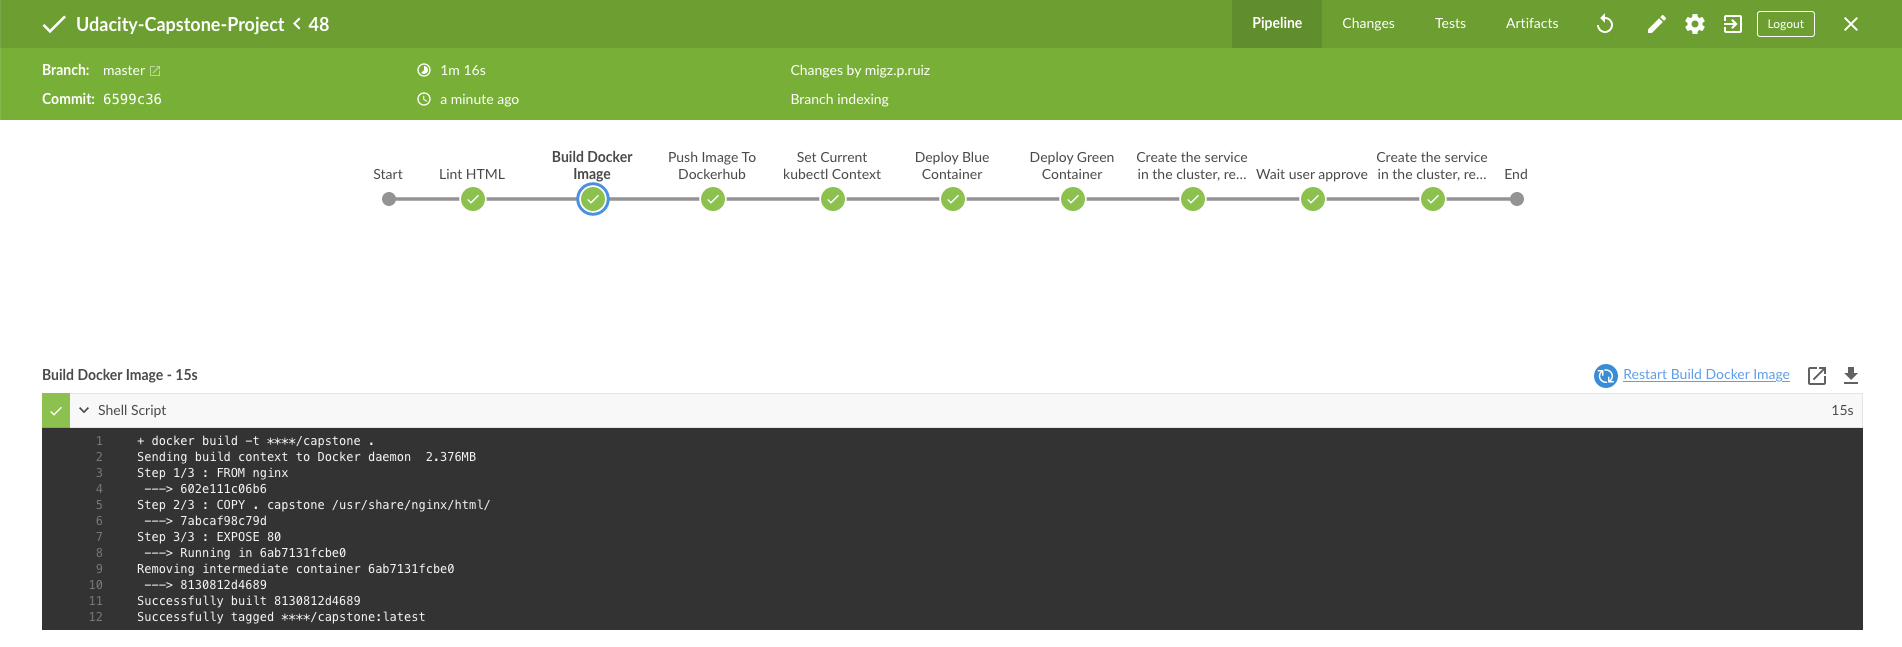 Udacity-Capstone-Project < 48
Pipeline
Changes
Tests
Artifacts
Logout
Branch: master
1m 16s
Changes by migz.p.ruiz
Commit: 6599c36
a minute ago
Branch indexing
Start
Lint HTML
Build Docker
Image
Push Image To
Dockerhub
Set Current
kubectl Context
Deploy Blue
Container
Deploy Green
Container
Create the service
in the cluster, re...
Wait user approve
Create the service
in the cluster, re...
End
Build Docker Image - 15s
Restart Build Docker Image
Shell Script
15s
1 + docker build -t ****/capstone .
2 Sending build context to Docker daemon  2.376MB
3 Step 1/3 : FROM nginx
4 ---> 602e111c06b6
5 Step 2/3 : COPY . capstone /usr/share/nginx/html/
6 ---> 7abcaf98c79d
7 Step 3/3 : EXPOSE 80
8 ---> Running in 6ab7131fcbe0
9 Removing intermediate container 6ab7131fcbe0
10 ---> 8130812d4689
11 Successfully built 8130812d4689
12 Successfully tagged ****/capstone:latest